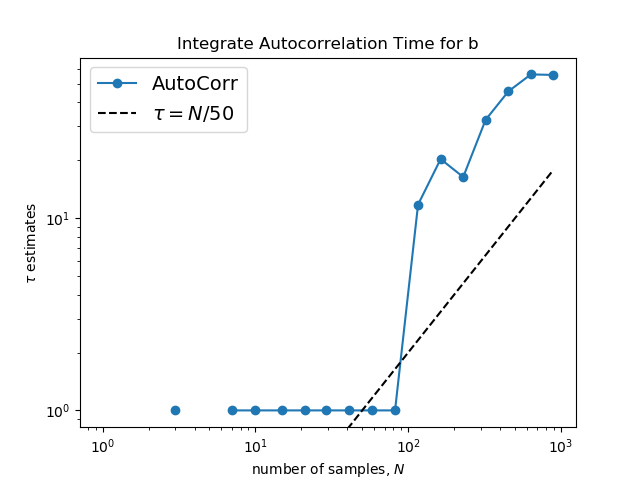 Integrate Autocorrelation Time for b
AutoCorr
τ = N/50
τ estimates
10¹
10⁰
10⁰
10¹
10²
10³
number of samples, N